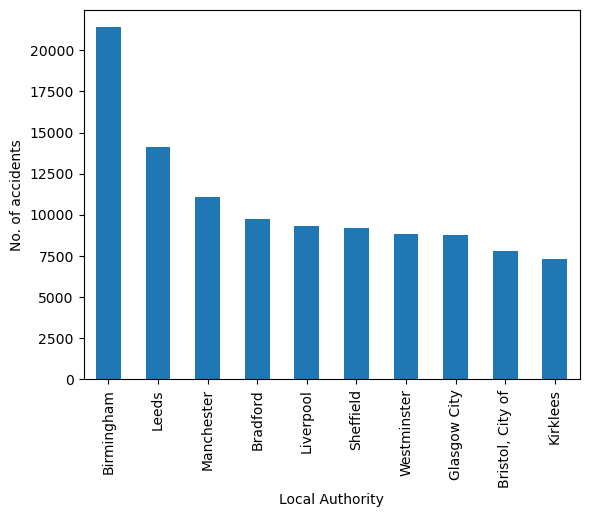 20000
17500
15000
12500
10000
7500
5000
2500
0
No. of accidents
Birmingham
Leeds
Manchester
Bradford
Liverpool
Sheffield
Westminster
Glasgow City
Bristol, City of
Kirklees
Local Authority